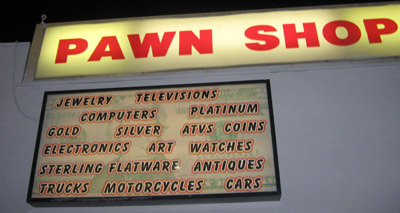 PAWN SHOP
JEWELRY TELEVISIONS
COMPUTERS PLATINUM
GOLD SILVER ATVS COINS
ELECTRONICS ART WATCHES
STERLING FLATWARE ANTIQUES
TRUCKS MOTORCYCLES CARS